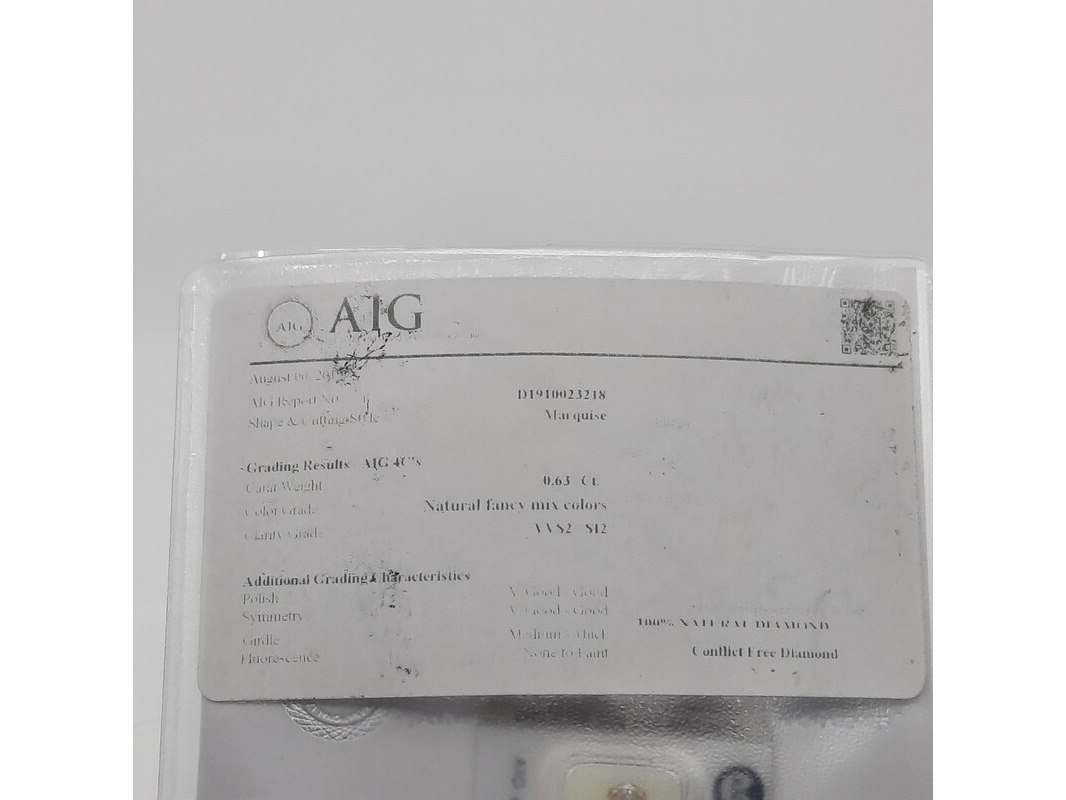 AIG
AIG
August
AIG Report No
D1910023218
Shape & Cutting Style
Marquise
Grading Results AIG 4C's
Carat Weight
0.63 Ct.
Color Grade
Natural fancy mix colors
Clarity Grade
VVS2 - SI2
Additional Grading Characteristics
Polish
V.Good - Good
Symmetry
V.Good - Good
Girdle
Medium - Thick
Fluorescence
None to Faint
100% NATURAL DIAMOND
Conflict Free Diamond